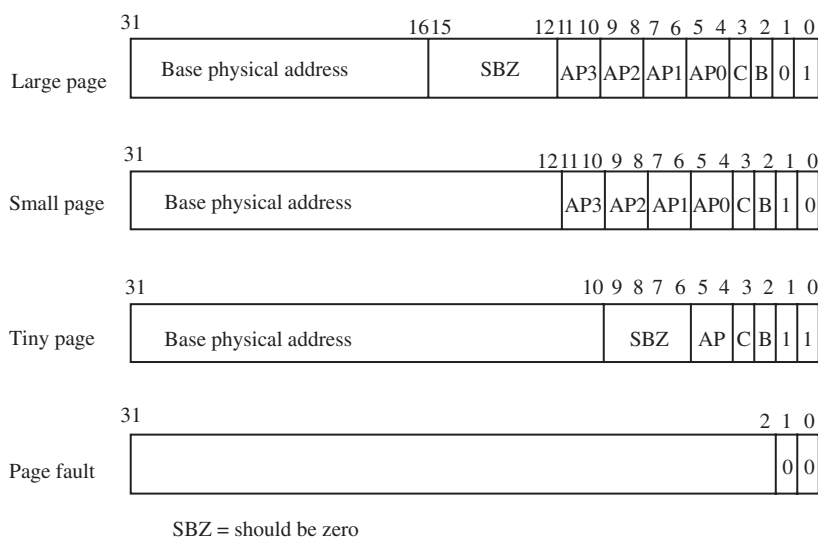 31 16 15 12 11 10 9 8 7 6 5 4 3 2 1 0
Large page Base physical address SBZ AP3 AP2 AP1 AP0 C B 0 1
31 12 11 10 9 8 7 6 5 4 3 2 1 0
Small page Base physical address AP3 AP2 AP1 AP0 C B 1 0
31 10 9 8 7 6 5 4 3 2 1 0
Tiny page Base physical address SBZ AP C B 1 1
31 2 1 0
Page fault 0 0
SBZ = should be zero